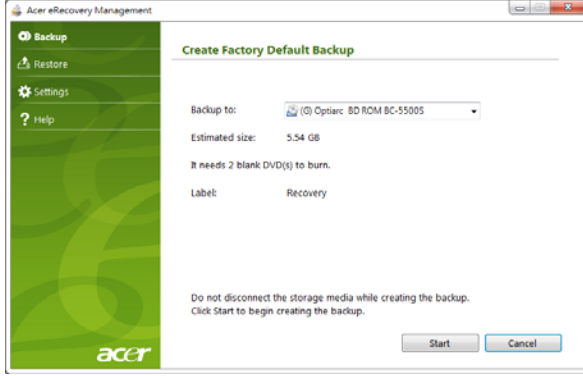 Acer eRecovery Management
Backup
Restore
Settings
? Help
Create Factory Default Backup
Backup to: (G) Optiarc BD ROM BC-5500S
Estimated size: 5.54 GB
It needs 2 blank DVD(s) to burn.
Label: Recovery
Do not disconnect the storage media while creating the backup.
Click Start to begin creating the backup.
Start Cancel
acer